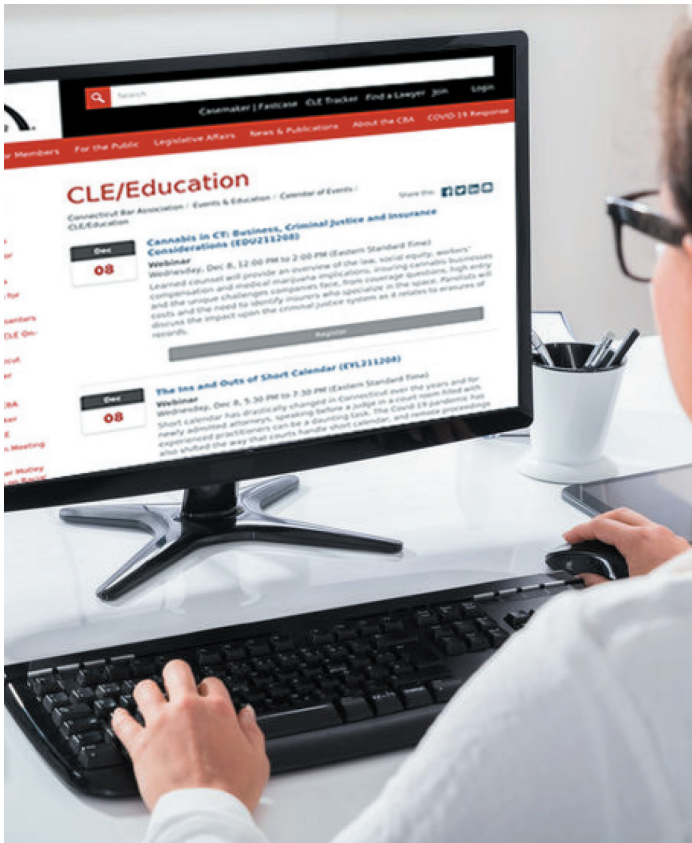 Search
Casemaker | Fastcase CLE Tracker Find a Lawyer Join Login
Members For the Public Legislative Affairs News & Publications About the CBA COVID-19 Response
CLE/Education
Connecticut Bar Association / Events & Education / Calendar of Events /
CLE/Education
Share this:
Dec
08
Cannabis in CT: Business, Criminal Justice and Insurance
Considerations (EDU211208)
Webinar
Wednesday, Dec 8, 12:00 PM to 2:00 PM (Eastern Standard Time)
Learned counsel will provide an overview of the law, social equity, workers'
compensation and medical marijuana implications, insuring cannabis businesses
and the unique challenges companies face, from coverage questions, high entry
costs and the need to identify insurers who specialize in the space. Panelists will
discuss the impact upon the criminal justice system as it relates to erasures of
records.
Register
Dec
08
The Ins and Outs of Short Calendar (EYL211208)
Webinar
Wednesday, Dec 8, 5:30 PM to 7:30 PM (Eastern Standard Time)
Short calendar has drastically changed in Connecticut over the years and for
newly admitted attorneys, speaking before a judge in a court room filled with
experienced practitioners can be a daunting task. The Covid 19 pandemic has
also shifted the way that courts handle short calendar, and remote proceedings
for
CLE On-
Meeting